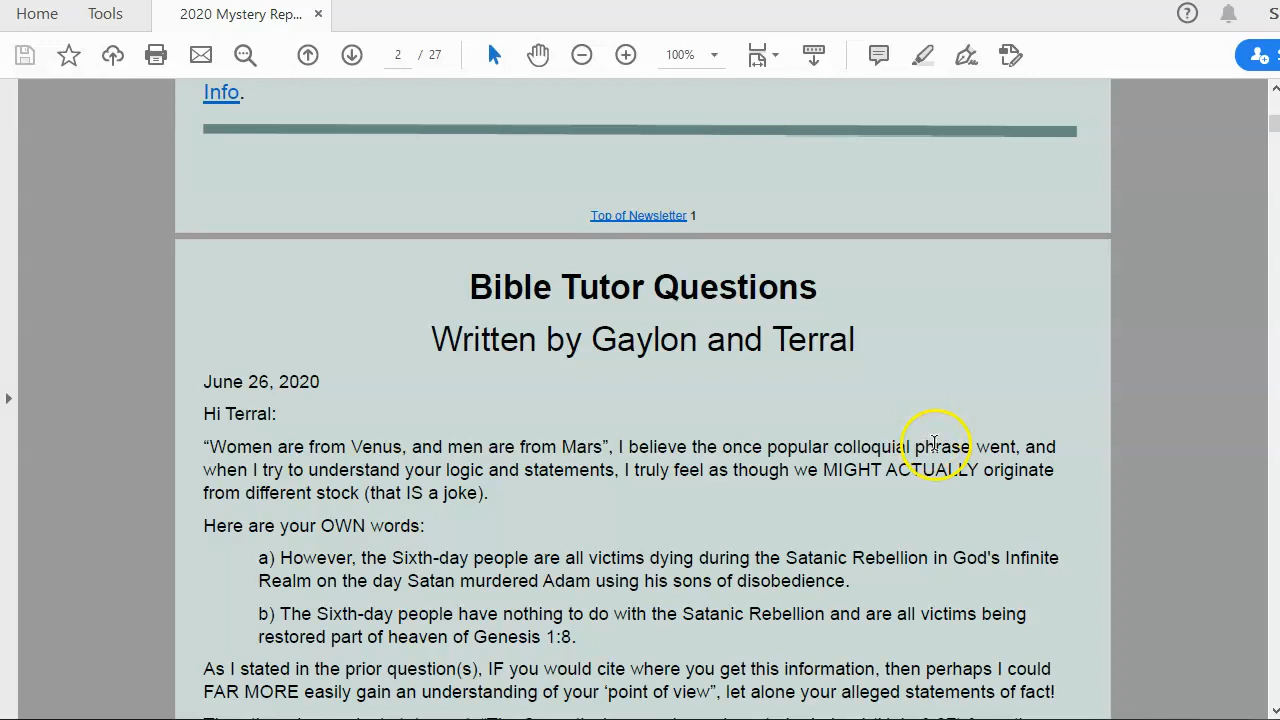 Home Tools 2020 Mystery Rep... ×
2 / 27 100%
Info.
Top of Newsletter 1
Bible Tutor Questions
Written by Gaylon and Terral
June 26, 2020
Hi Terral:
“Women are from Venus, and men are from Mars”, I believe the once popular colloquial phrase went, and
when I try to understand your logic and statements, I truly feel as though we MIGHT ACTUALLY originate
from different stock (that IS a joke).
Here are your OWN words:
a) However, the Sixth-day people are all victims dying during the Satanic Rebellion in God's Infinite
Realm on the day Satan murdered Adam using his sons of disobedience.
b) The Sixth-day people have nothing to do with the Satanic Rebellion and are all victims being
restored part of heaven of Genesis 1:8.
As I stated in the prior question(s), IF you would cite where you get this information, then perhaps I could
FAR MORE easily gain an understanding of your ‘point of view”, let alone your alleged statements of fact!